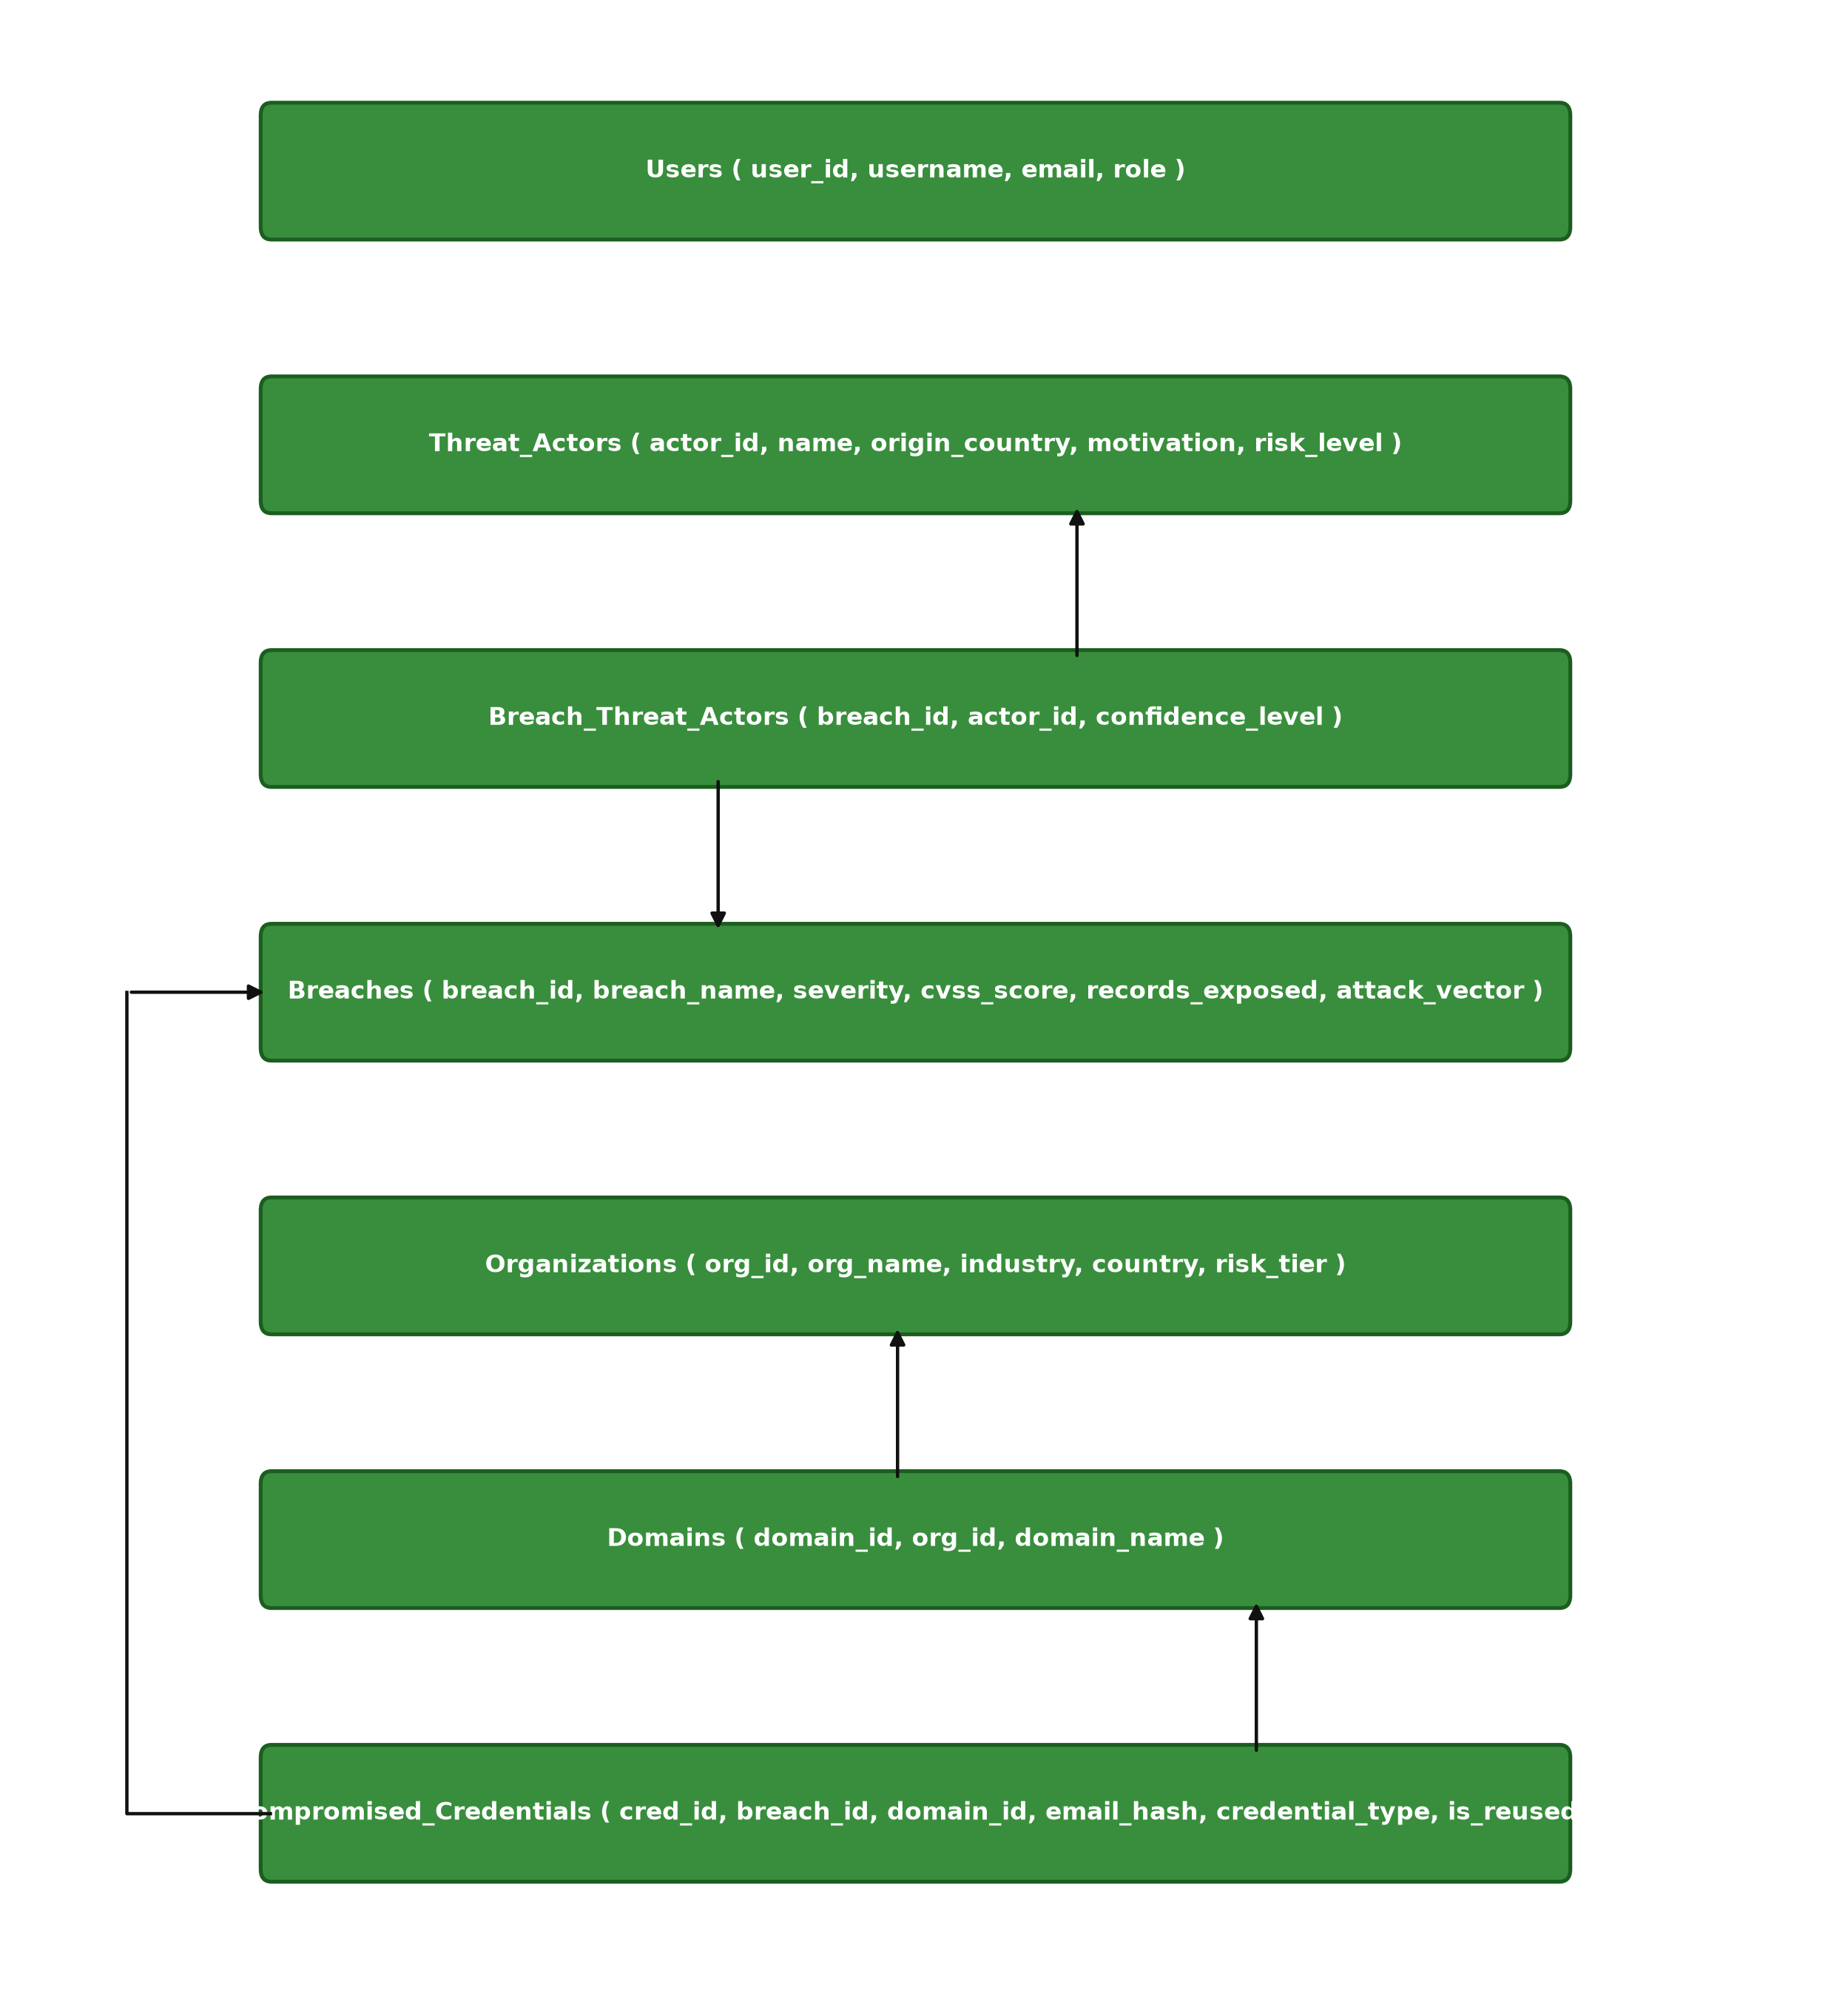 Users ( user_id, username, email, role )
Threat_Actors ( actor_id, name, origin_country, motivation, risk_level )
Breach_Threat_Actors ( breach_id, actor_id, confidence_level )
Breaches ( breach_id, breach_name, severity, cvss_score, records_exposed, attack_vector )
Organizations ( org_id, org_name, industry, country, risk_tier )
Domains ( domain_id, org_id, domain_name )
ompromised_Credentials ( cred_id, breach_id, domain_id, email_hash, credential_type, is_reused